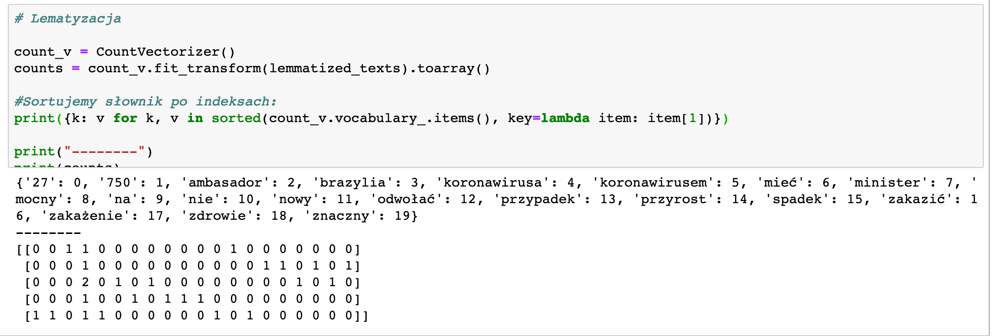 # Lematyzacja
count_v = CountVectorizer()
counts = count_v.fit_transform(lemmatized_texts).toarray()
#Sortujemy słownik po indeksach:
print({k: v for k, v in sorted(count_v.vocabulary_.items(), key=lambda item: item[1])})
print("--------")
print(counts)
{'27': 0, '750': 1, 'ambasador': 2, 'brazylia': 3, 'koronawirusa': 4, 'koronawirusem': 5, 'mieć': 6, 'minister': 7, '
mocny': 8, 'na': 9, 'nie': 10, 'nowy': 11, 'odwołać': 12, 'przypadek': 13, 'przyrost': 14, 'spadek': 15, 'zakazić': 1
6, 'zakażenie': 17, 'zdrowie': 18, 'znaczny': 19}
--------
[[0 0 1 1 0 0 0 0 0 0 0 0 1 0 0 0 0 0 0 0]
[0 0 0 1 0 0 0 0 0 0 0 0 0 0 1 1 0 1 0 1]
[0 0 0 2 0 1 0 1 0 0 0 0 0 0 0 0 1 0 1 0]
[0 0 0 1 0 0 1 0 1 1 1 0 0 0 0 0 0 0 0 0]
[1 1 0 1 1 0 0 0 0 0 0 1 0 1 0 0 0 0 0 0]]